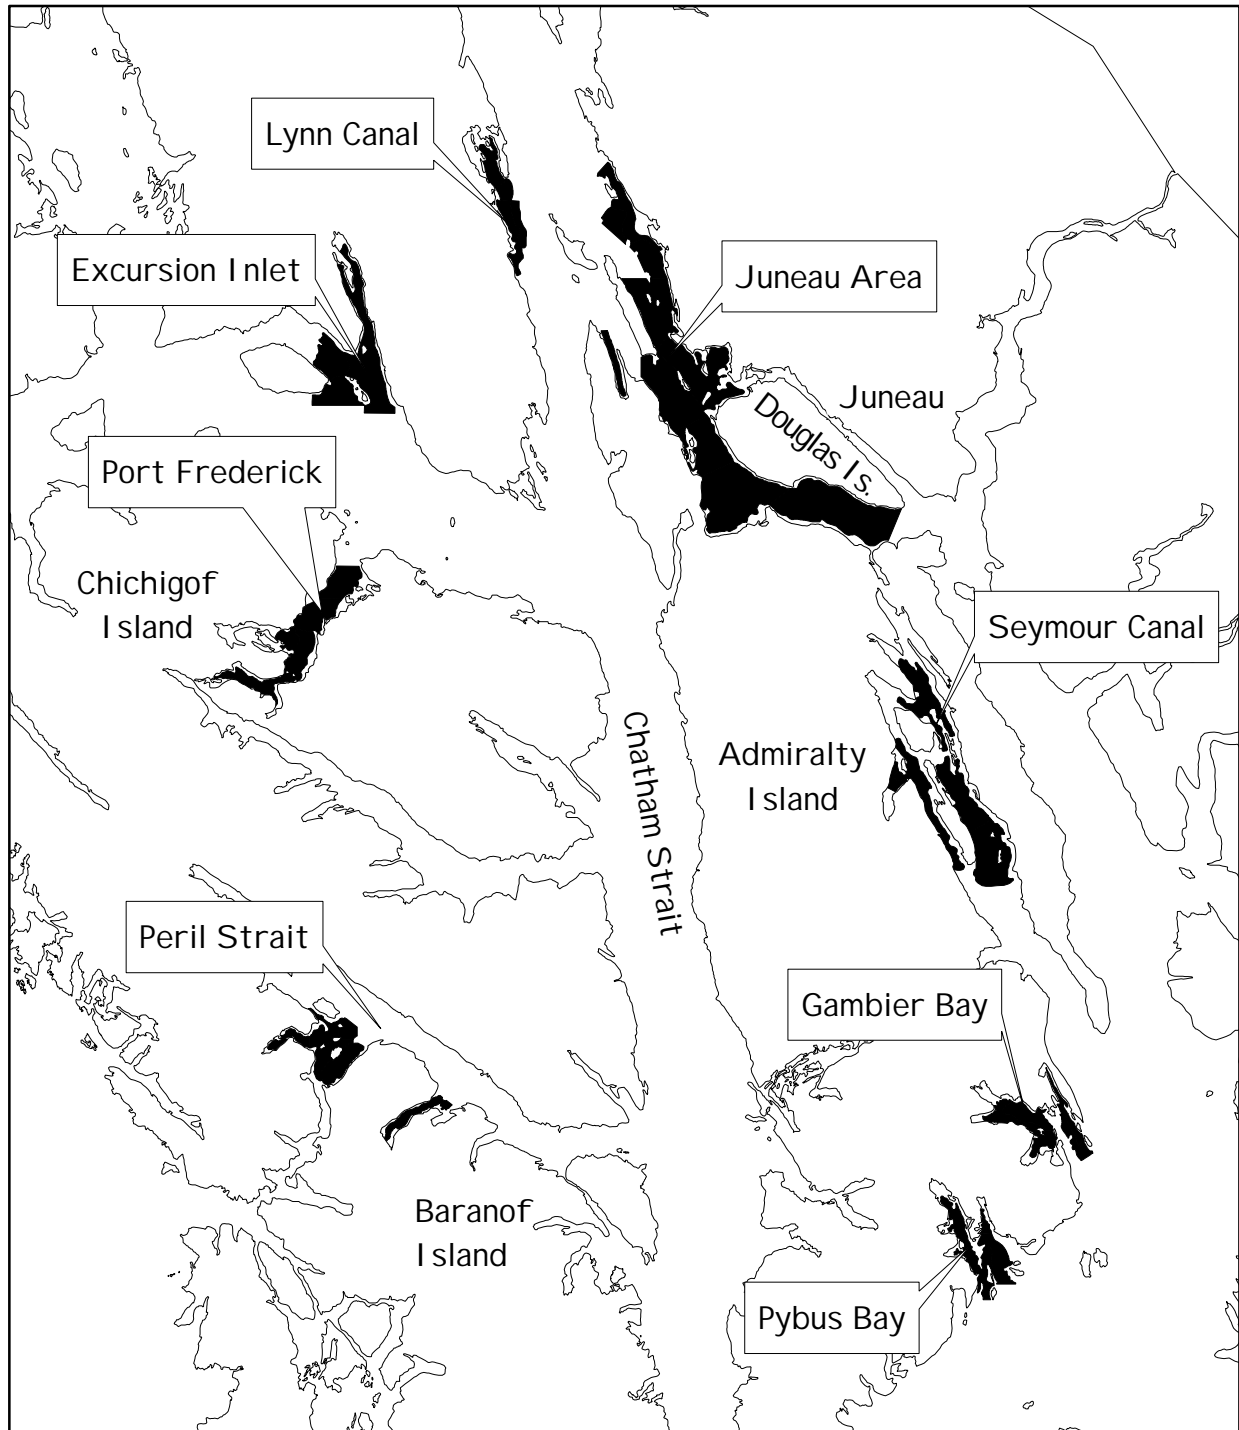 Lynn Canal
Excursion Inlet
Juneau Area
Juneau
Douglas Is.
Port Frederick
Chichigof
Island
Seymour Canal
Chatham Strait
Admiralty
Island
Peril Strait
Gambier Bay
Baranof
Island
Pybus Bay